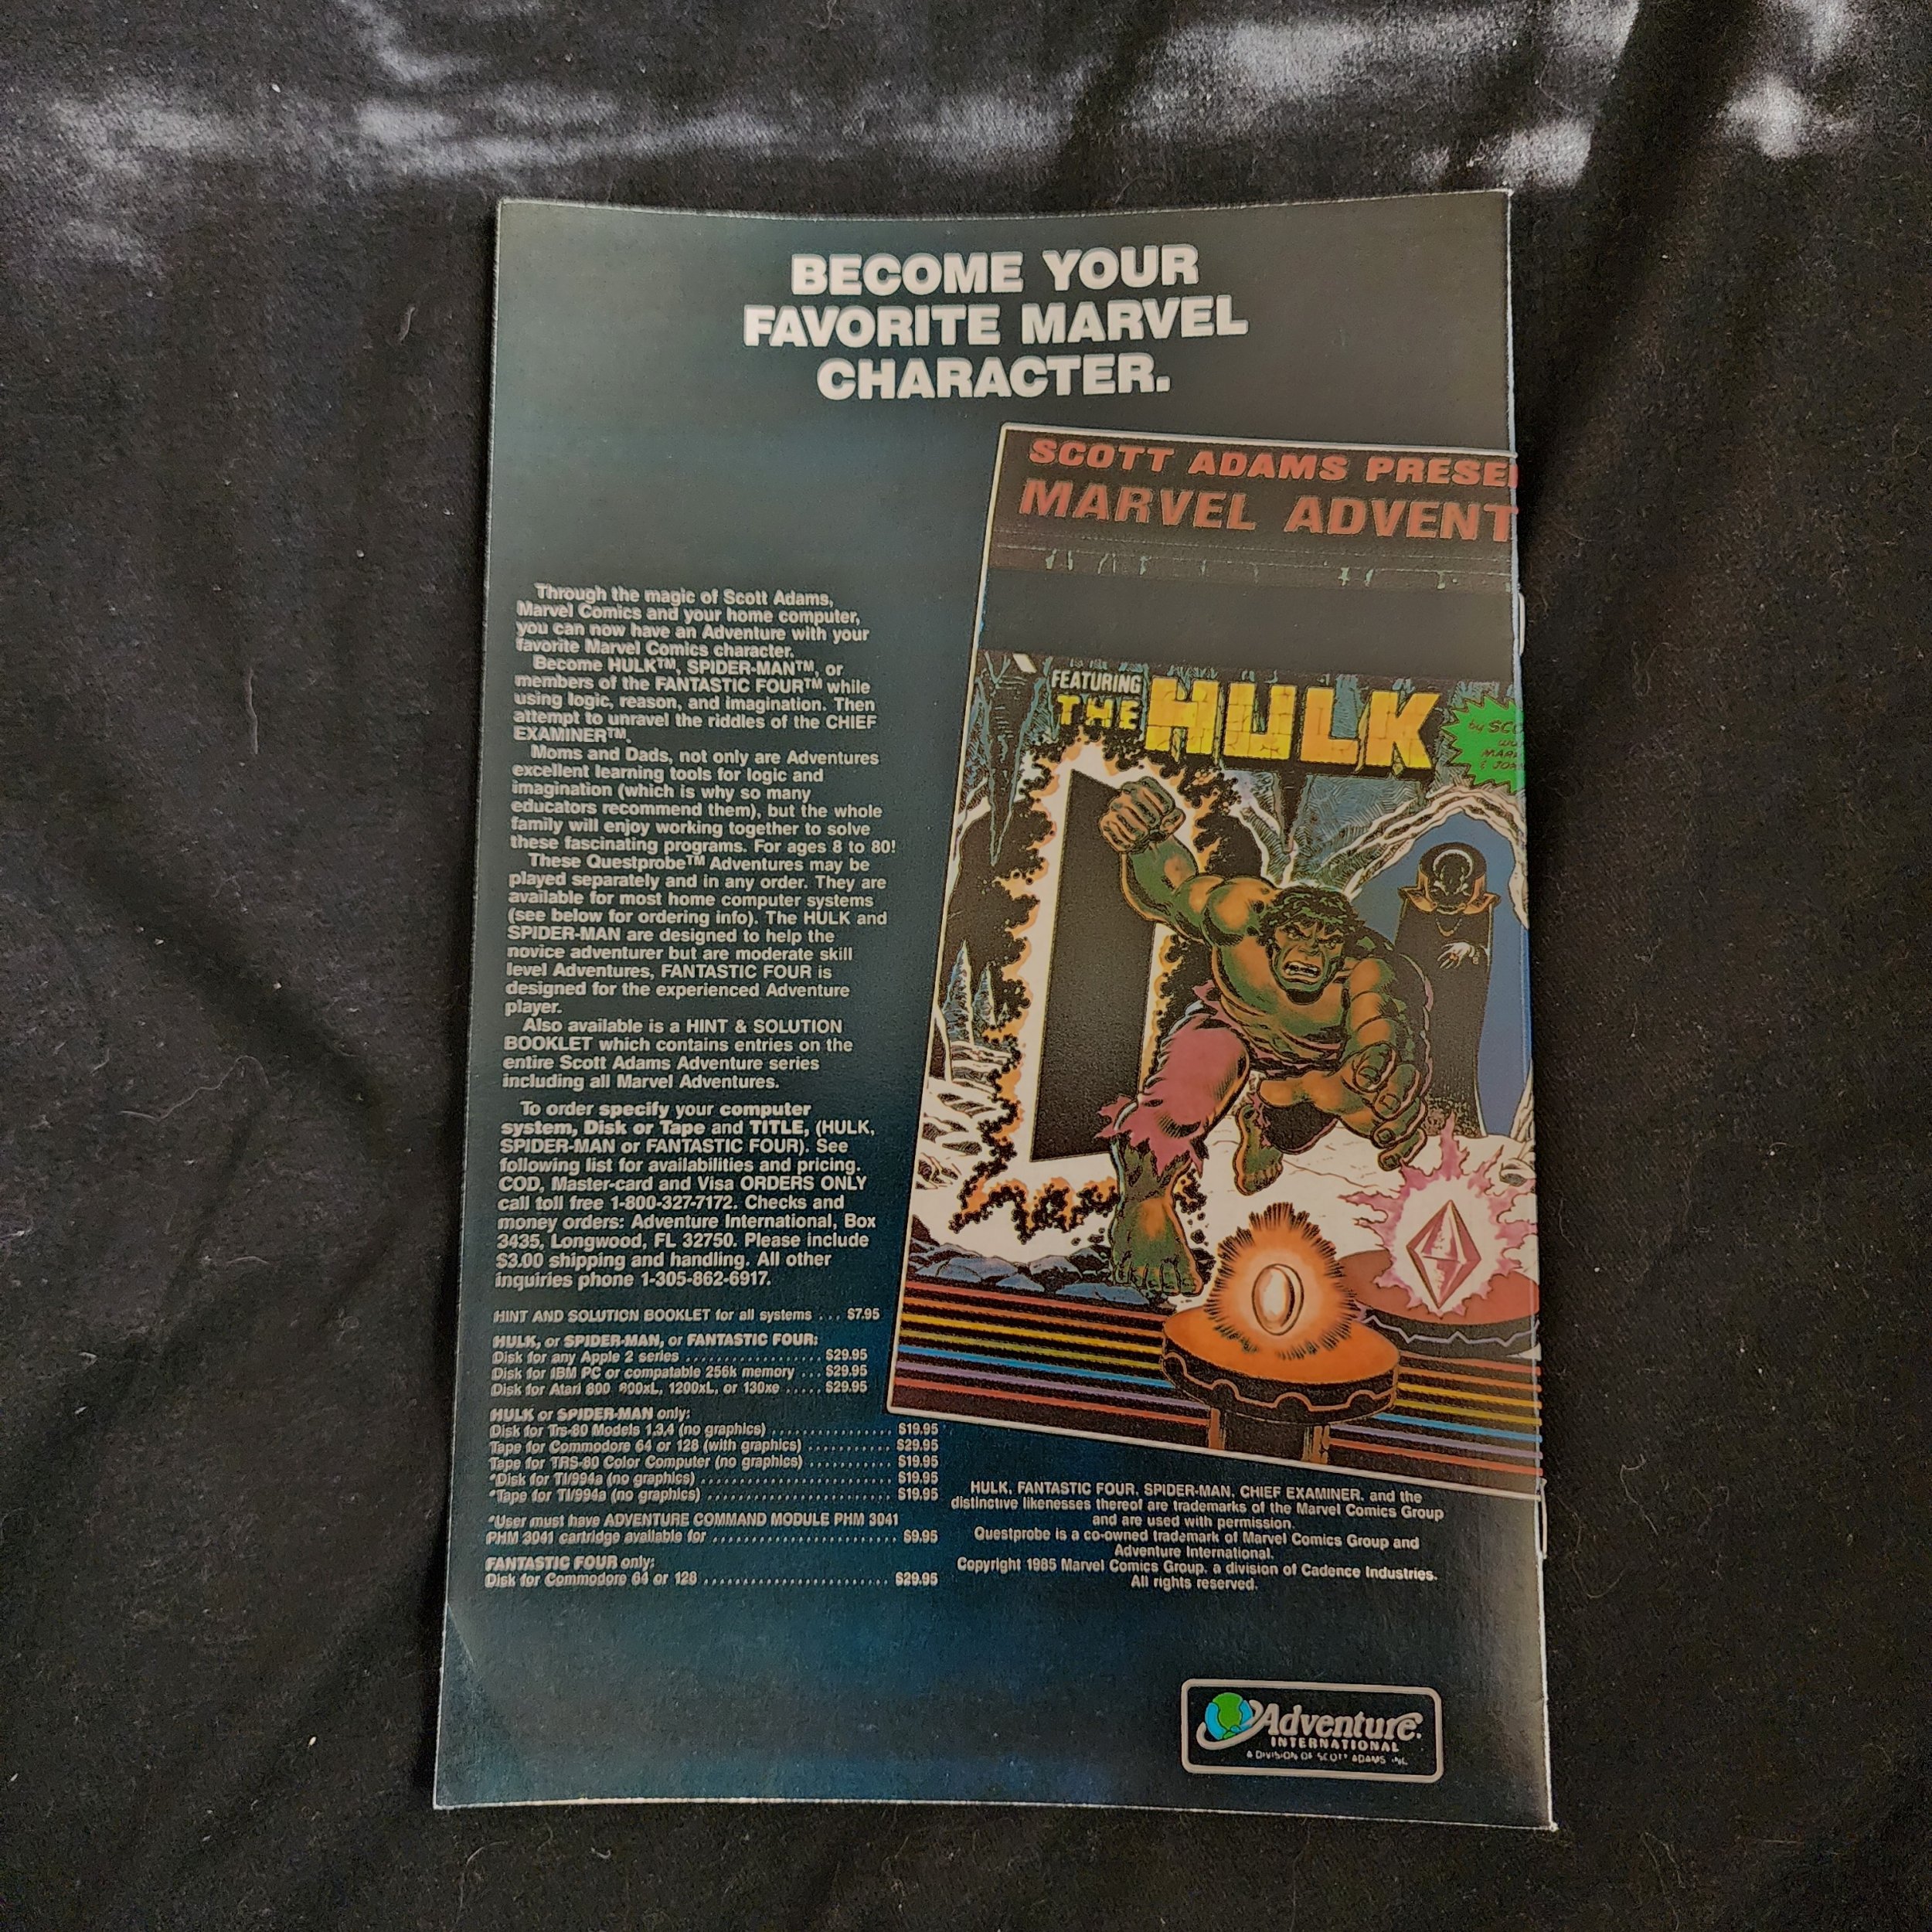 BECOME YOUR
FAVORITE MARVEL
CHARACTER.
SCOTT ADAMS PRESE
MARVEL ADVENT
FEATURING
THE HULK
by SCO
Through the magic of Scott Adams,
Marvel Comics and your home computer,
you can now have an Adventure with your
favorite Marvel Comics character.
Become HULK™, SPIDER-MAN™, or
members of the FANTASTIC FOUR™ while
using logic, reason, and imagination. Then
attempt to unravel the riddles of the CHIEF
EXAMINER™.
Moms and Dads, not only are Adventures
excellent learning tools for logic and
imagination (which is why so many
educators recommend them), but the whole
family will enjoy working together to solve
these fascinating programs. For ages 8 to 80!
These Questprobe™ Adventures may be
played separately and in any order. They are
available for most home computer systems
(see below for ordering info). The HULK and
SPIDER-MAN are designed to help the
novice adventurer but are moderate skill
level Adventures, FANTASTIC FOUR is
designed for the experienced Adventure
player.
Also available is a HINT & SOLUTION
BOOKLET which contains entries on the
entire Scott Adams Adventure series
including all Marvel Adventures.
To order specify your computer
system, Disk or Tape and TITLE, (HULK,
SPIDER-MAN or FANTASTIC FOUR). See
following list for availabilities and pricing.
COD, Master-card and Visa ORDERS ONLY
call toll free 1-800-327-7172. Checks and
money orders: Adventure International, Box
3435, Longwood, FL 32750. Please include
$3.00 shipping and handling. All other
inquiries phone 1-305-862-6917.
HINT AND SOLUTION BOOKLET for all systems ... $7.95
HULK, or SPIDER-MAN, or FANTASTIC FOUR:
Disk for any Apple 2 series .................. $29.95
Disk for IBM PC or compatable 256k memory ... $29.95
Disk for Atari 800 800xL, 1200xL, or 130xe ..... $29.95
HULK or SPIDER-MAN only:
Disk for Trs-80 Models 1,3,4 (no graphics) ................ $19.95
Tape for Commodore 64 or 128 (with graphics) ........... $29.95
Tape for TRS-80 Color Computer (no graphics) ........... $19.95
*Disk for TI/994a (no graphics) .......................... $19.95
*Tape for TI/994a (no graphics) .......................... $19.95
*User must have ADVENTURE COMMAND MODULE PHM 3041
PHM 3041 cartridge available for .......................... $9.95
FANTASTIC FOUR only:
Disk for Commodore 64 or 128 .......................... $29.95
HULK, FANTASTIC FOUR, SPIDER-MAN, CHIEF EXAMINER, and the
distinctive likenesses thereof are trademarks of the Marvel Comics Group
and are used with permission.
Questprobe is a co-owned trademark of Marvel Comics Group and
Adventure International.
Copyright 1985 Marvel Comics Group, a division of Cadence Industries.
All rights reserved.
Adventure
INTERNATIONAL
A DIVISION OF SCOTT ADAMS INC